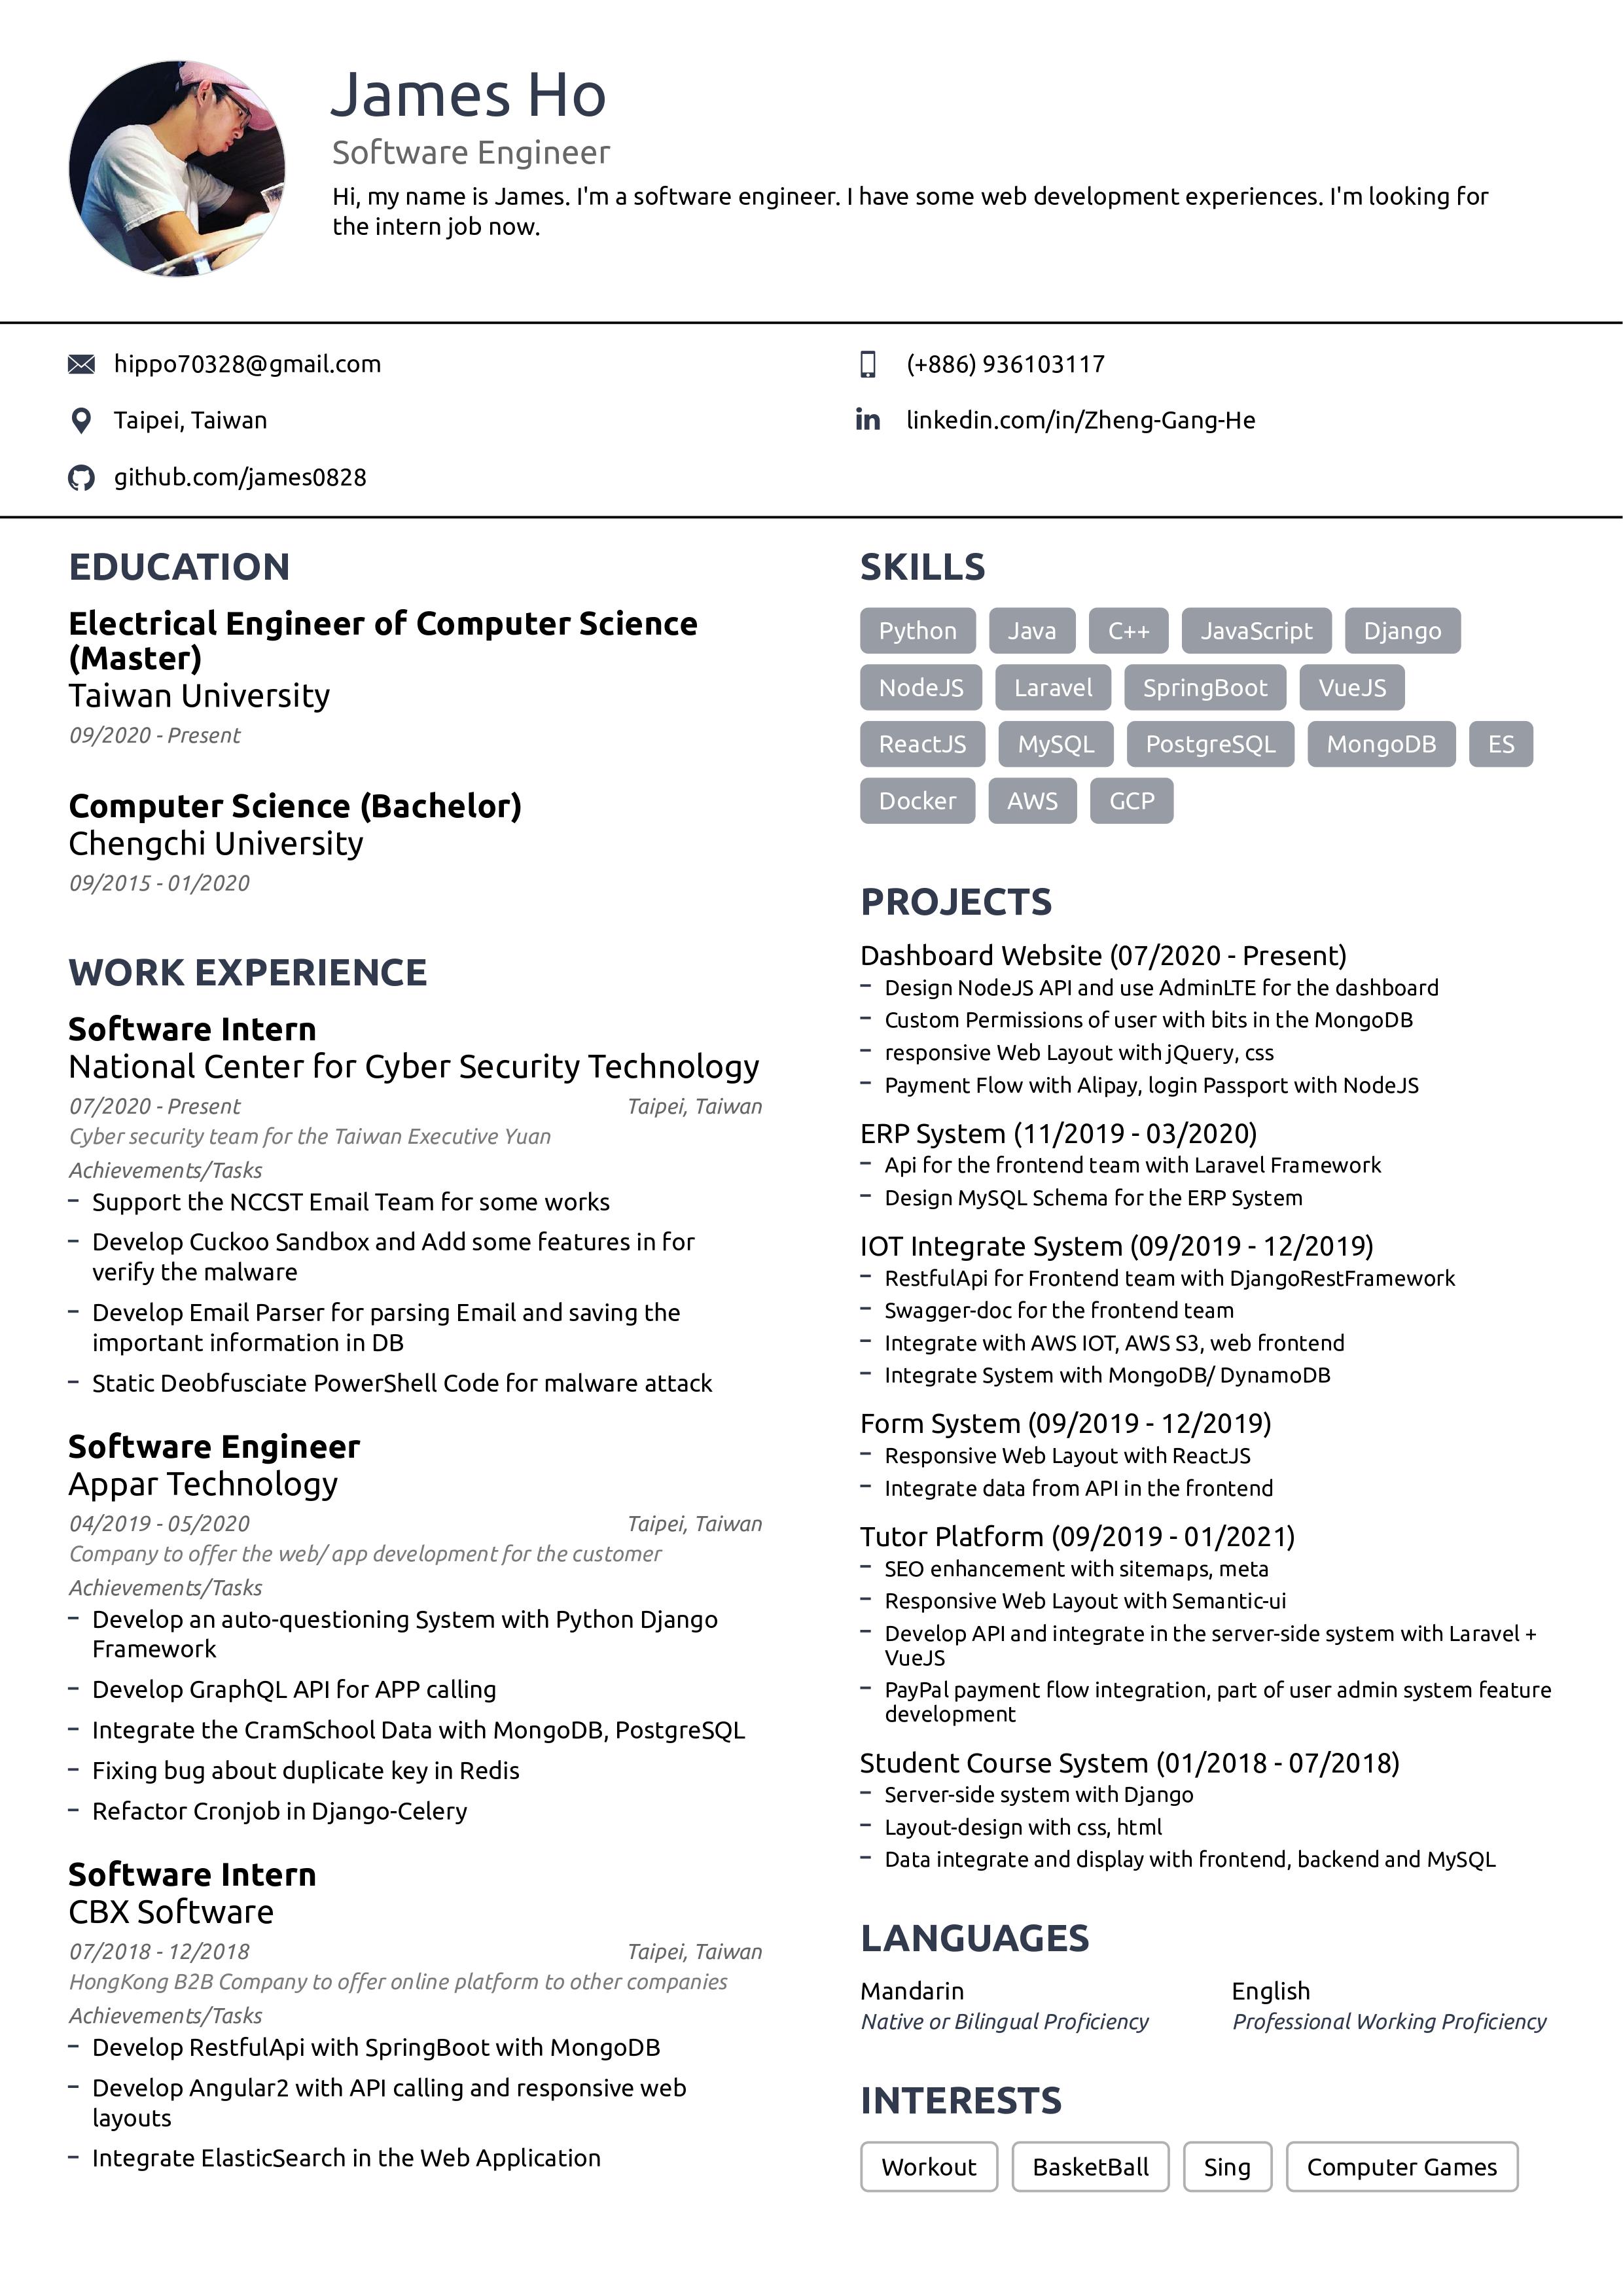 James Ho
Software Engineer
Hi, my name is James. I'm a software engineer. I have some web development experiences. I'm looking for
the intern job now.
hippo70328@gmail.com
(+886) 936103117
Taipei, Taiwan
linkedin.com/in/Zheng-Gang-He
github.com/james0828
EDUCATION
Electrical Engineer of Computer Science
(Master)
Taiwan University
09/2020 - Present
Computer Science (Bachelor)
Chengchi University
09/2015 - 01/2020
WORK EXPERIENCE
Software Intern
National Center for Cyber Security Technology
07/2020 - Present Taipei, Taiwan
Cyber security team for the Taiwan Executive Yuan
Achievements/Tasks
– Support the NCCST Email Team for some works
– Develop Cuckoo Sandbox and Add some features in for
verify the malware
– Develop Email Parser for parsing Email and saving the
important information in DB
– Static Deobfusciate PowerShell Code for malware attack
Software Engineer
Appar Technology
04/2019 - 05/2020 Taipei, Taiwan
Company to offer the web/ app development for the customer
Achievements/Tasks
– Develop an auto-questioning System with Python Django
Framework
– Develop GraphQL API for APP calling
– Integrate the CramSchool Data with MongoDB, PostgreSQL
– Fixing bug about duplicate key in Redis
– Refactor Cronjob in Django-Celery
Software Intern
CBX Software
07/2018 - 12/2018 Taipei, Taiwan
HongKong B2B Company to offer online platform to other companies
Achievements/Tasks
– Develop RestfulApi with SpringBoot with MongoDB
– Develop Angular2 with API calling and responsive web
layouts
– Integrate ElasticSearch in the Web Application
SKILLS
Python Java C++ JavaScript Django
NodeJS Laravel SpringBoot VueJS
ReactJS MySQL PostgreSQL MongoDB ES
Docker AWS GCP
PROJECTS
Dashboard Website (07/2020 - Present)
– Design NodeJS API and use AdminLTE for the dashboard
– Custom Permissions of user with bits in the MongoDB
– responsive Web Layout with jQuery, css
– Payment Flow with Alipay, login Passport with NodeJS
ERP System (11/2019 - 03/2020)
– Api for the frontend team with Laravel Framework
– Design MySQL Schema for the ERP System
IOT Integrate System (09/2019 - 12/2019)
– RestfulApi for Frontend team with DjangoRestFramework
– Swagger-doc for the frontend team
– Integrate with AWS IOT, AWS S3, web frontend
– Integrate System with MongoDB/ DynamoDB
Form System (09/2019 - 12/2019)
– Responsive Web Layout with ReactJS
– Integrate data from API in the frontend
Tutor Platform (09/2019 - 01/2021)
– SEO enhancement with sitemaps, meta
– Responsive Web Layout with Semantic-ui
– Develop API and integrate in the server-side system with Laravel +
VueJS
– PayPal payment flow integration, part of user admin system feature
development
Student Course System (01/2018 - 07/2018)
– Server-side system with Django
– Layout-design with css, html
– Data integrate and display with frontend, backend and MySQL
LANGUAGES
Mandarin English
Native or Bilingual Proficiency Professional Working Proficiency
INTERESTS
Workout BasketBall Sing Computer Games